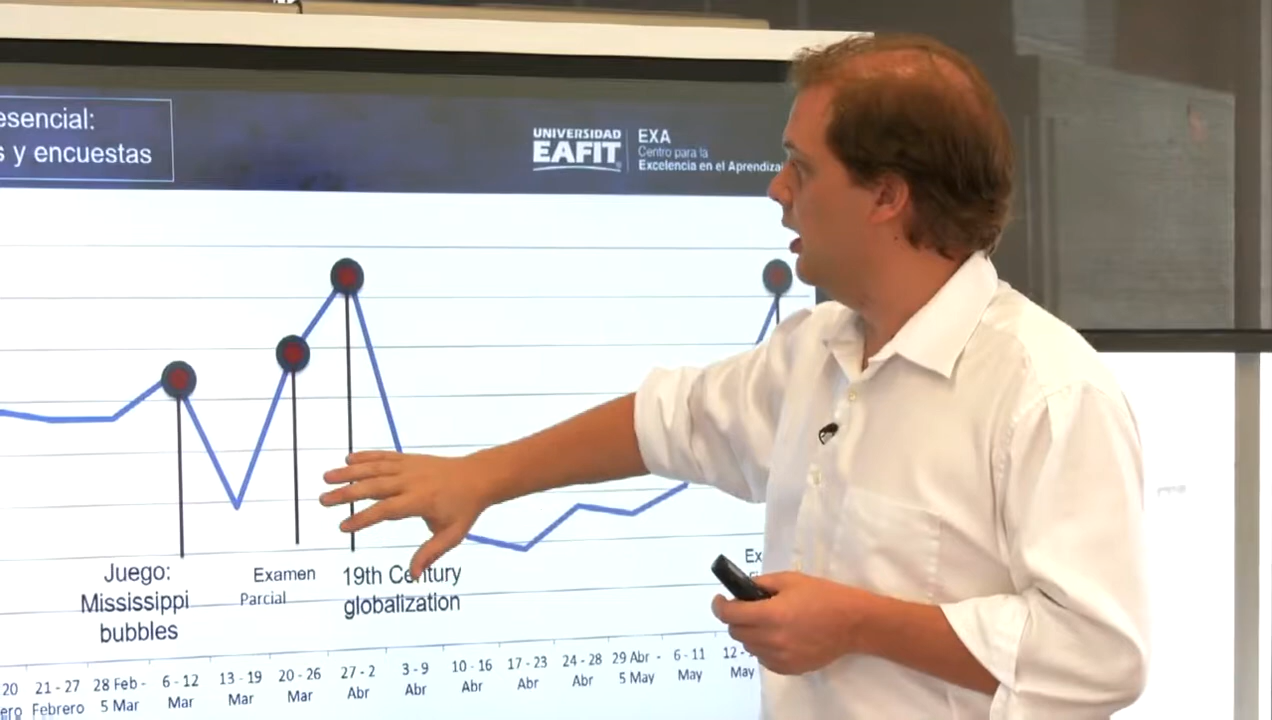 esencial:
s y encuestas
UNIVERSIDAD
EAFIT
EXA
Centro para la
Excelencia en el Aprendizaj
Juego:
Mississippi
bubbles
Examen
Parcial
19th Century
globalization
Ex
20
ero
21 - 27
Febrero
28 Feb -
5 Mar
6 - 12
Mar
13 - 19
Mar
20 - 26
Mar
27 - 2
Abr
3 - 9
Abr
10 - 16
Abr
17 - 23
Abr
24 - 28
Abr
29 Abr -
5 May
6 - 11
May
12 -
May